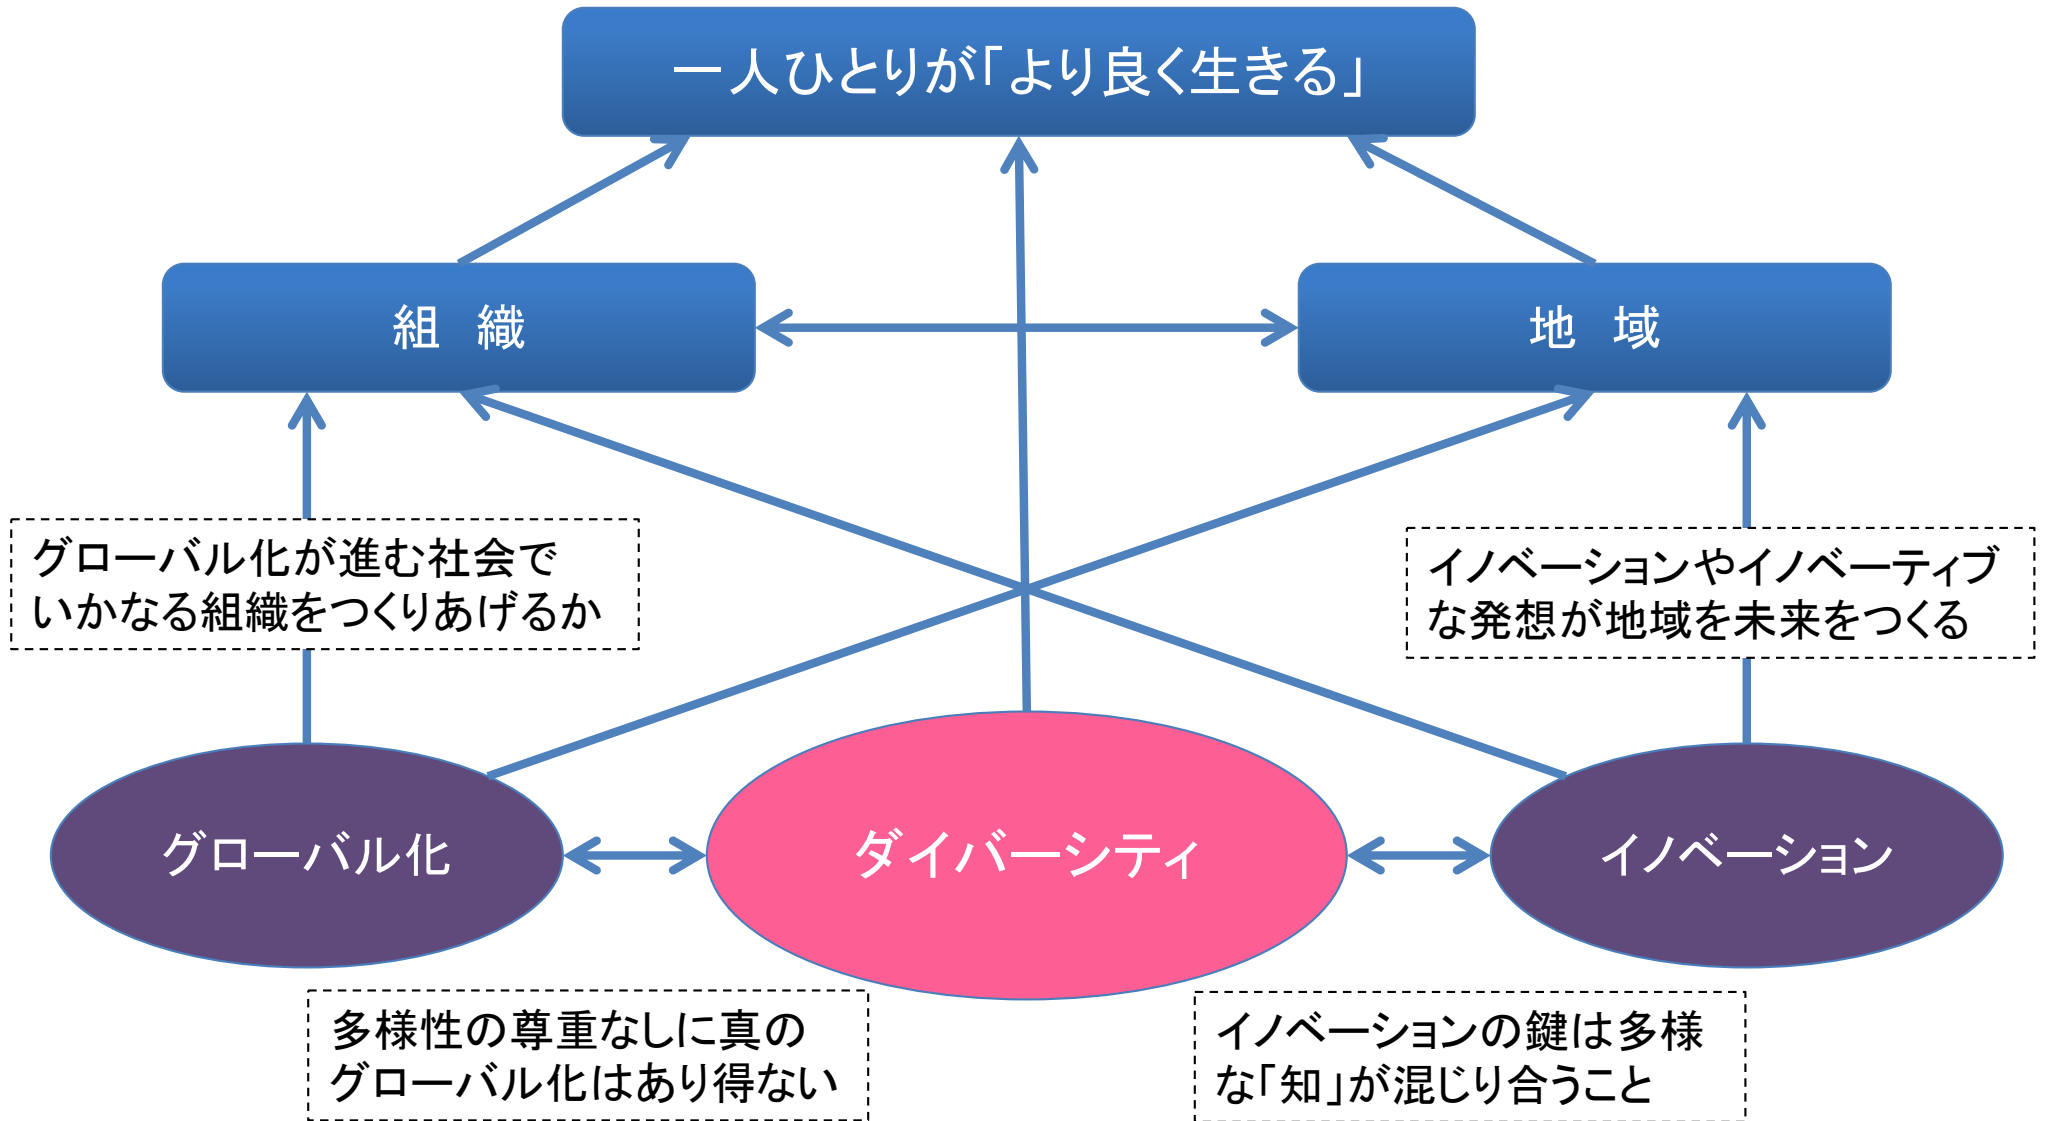 一人ひとりが「より良く生きる」
組　織
地　域
グローバル化が進む社会で
いかなる組織をつくりあげるか
イノベーションやイノベーティブ
な発想が地域を未来をつくる
グローバル化
ダイバーシティ
イノベーション
多様性の尊重なしに真の
グローバル化はあり得ない
イノベーションの鍵は多様
な「知」が混じり合うこと